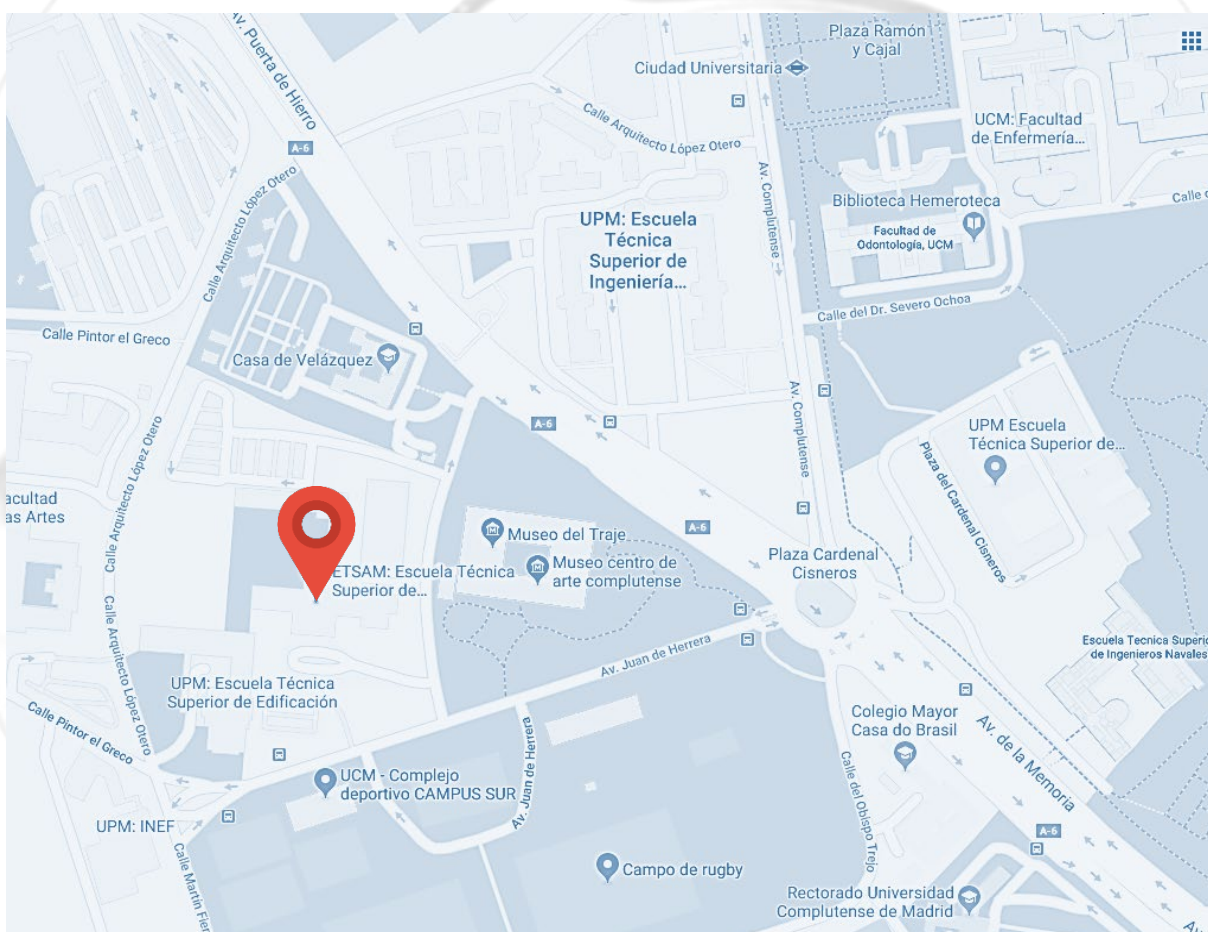 Plaza Ramón
y Cajal
Av. Puerta de Hierro
Ciudad Universitaria
UCM: Facultad
de Enfermería...
Calle Arquitecto López Otero
A-6
Av. Complutense
Calle Arquitecto López Otero
Biblioteca Hemeroteca
Facultad de
Odontología, UCM
UPM: Escuela
Técnica
Superior de
Ingeniería...
Calle del Dr. Severo Ochoa
Calle Pintor el Greco
Casa de Velázquez
Av. Complutense
A-6
UPM Escuela
Técnica Superior de...
Calle Arquitecto López Otero
Plaza del Cardenal Cisneros
as Artes
A-6
Museo del Traje
Museo centro de
arte complutense
Plaza Cardenal
Cisneros
ETSAM: Escuela Técnica
Superior de...
Calle Arquitecto López Otero
Av. Juan de Herrera
Escuela Tecnica Superio
de Ingenieros Navales
UPM: Escuela Técnica
Superior de Edificación
Calle Pintor el Greco
Colegio Mayor
Casa do Brasil
Av. de la Memoria
Av. Juan de Herrera
UCM - Complejo
deportivo CAMPUS SUR
Calle del Obispo Trejo
UPM: INEF
A-6
Calle Martín Fier
Campo de rugby
Rectorado Universidad
Complutense de Madrid